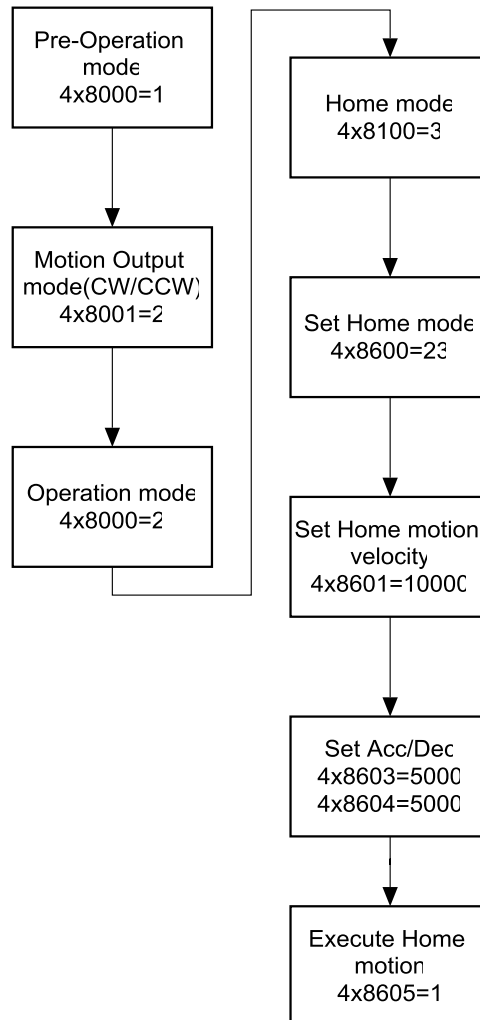 Pre-Operation
mode
4x8000=1
Motion Output
mode(CW/CCW)
4x8001=2
Operation mode
4x8000=2
Home mode
4x8100=3
Set Home mode
4x8600=23
Set Home motion
velocity
4x8601=10000
Set Acc/Dec
4x8603=5000
4x8604=5000
Execute Home
motion
4x8605=1